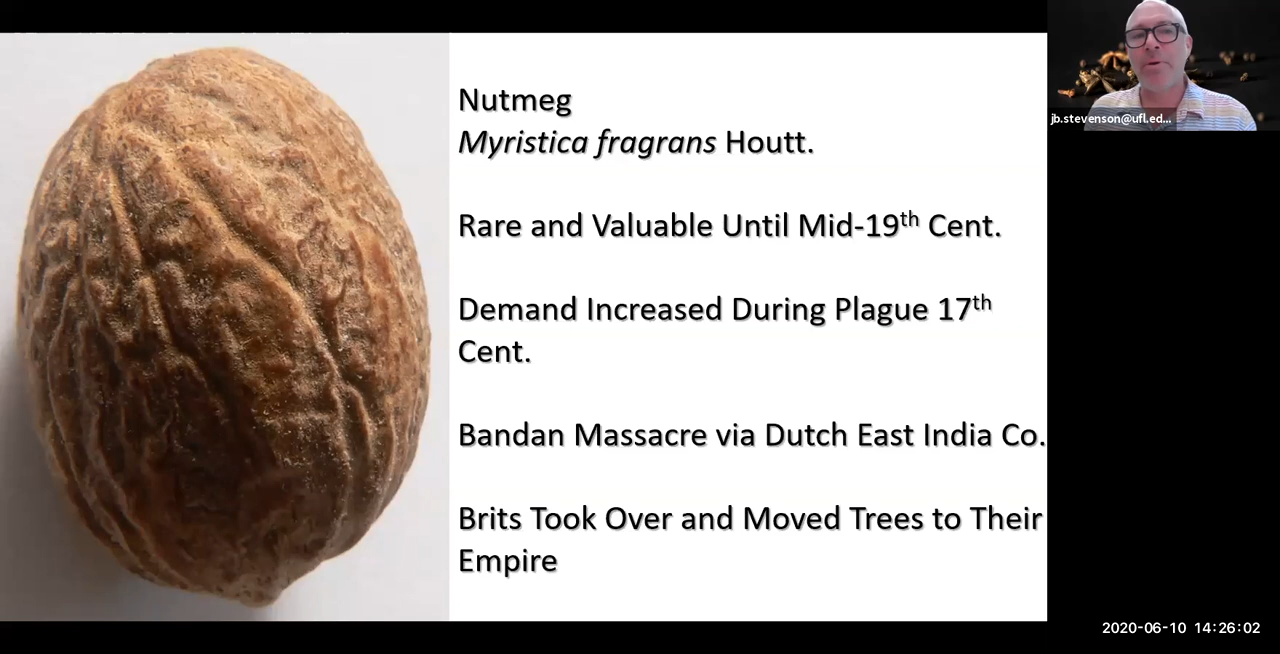 Nutmeg
Myristica fragrans Houtt.
Rare and Valuable Until Mid-19th Cent.
Demand Increased During Plague 17th
Cent.
Bandan Massacre via Dutch East India Co.
Brits Took Over and Moved Trees to Their
Empire
jb.stevenson@ufl.ed...
2020-06-10 14:26:02